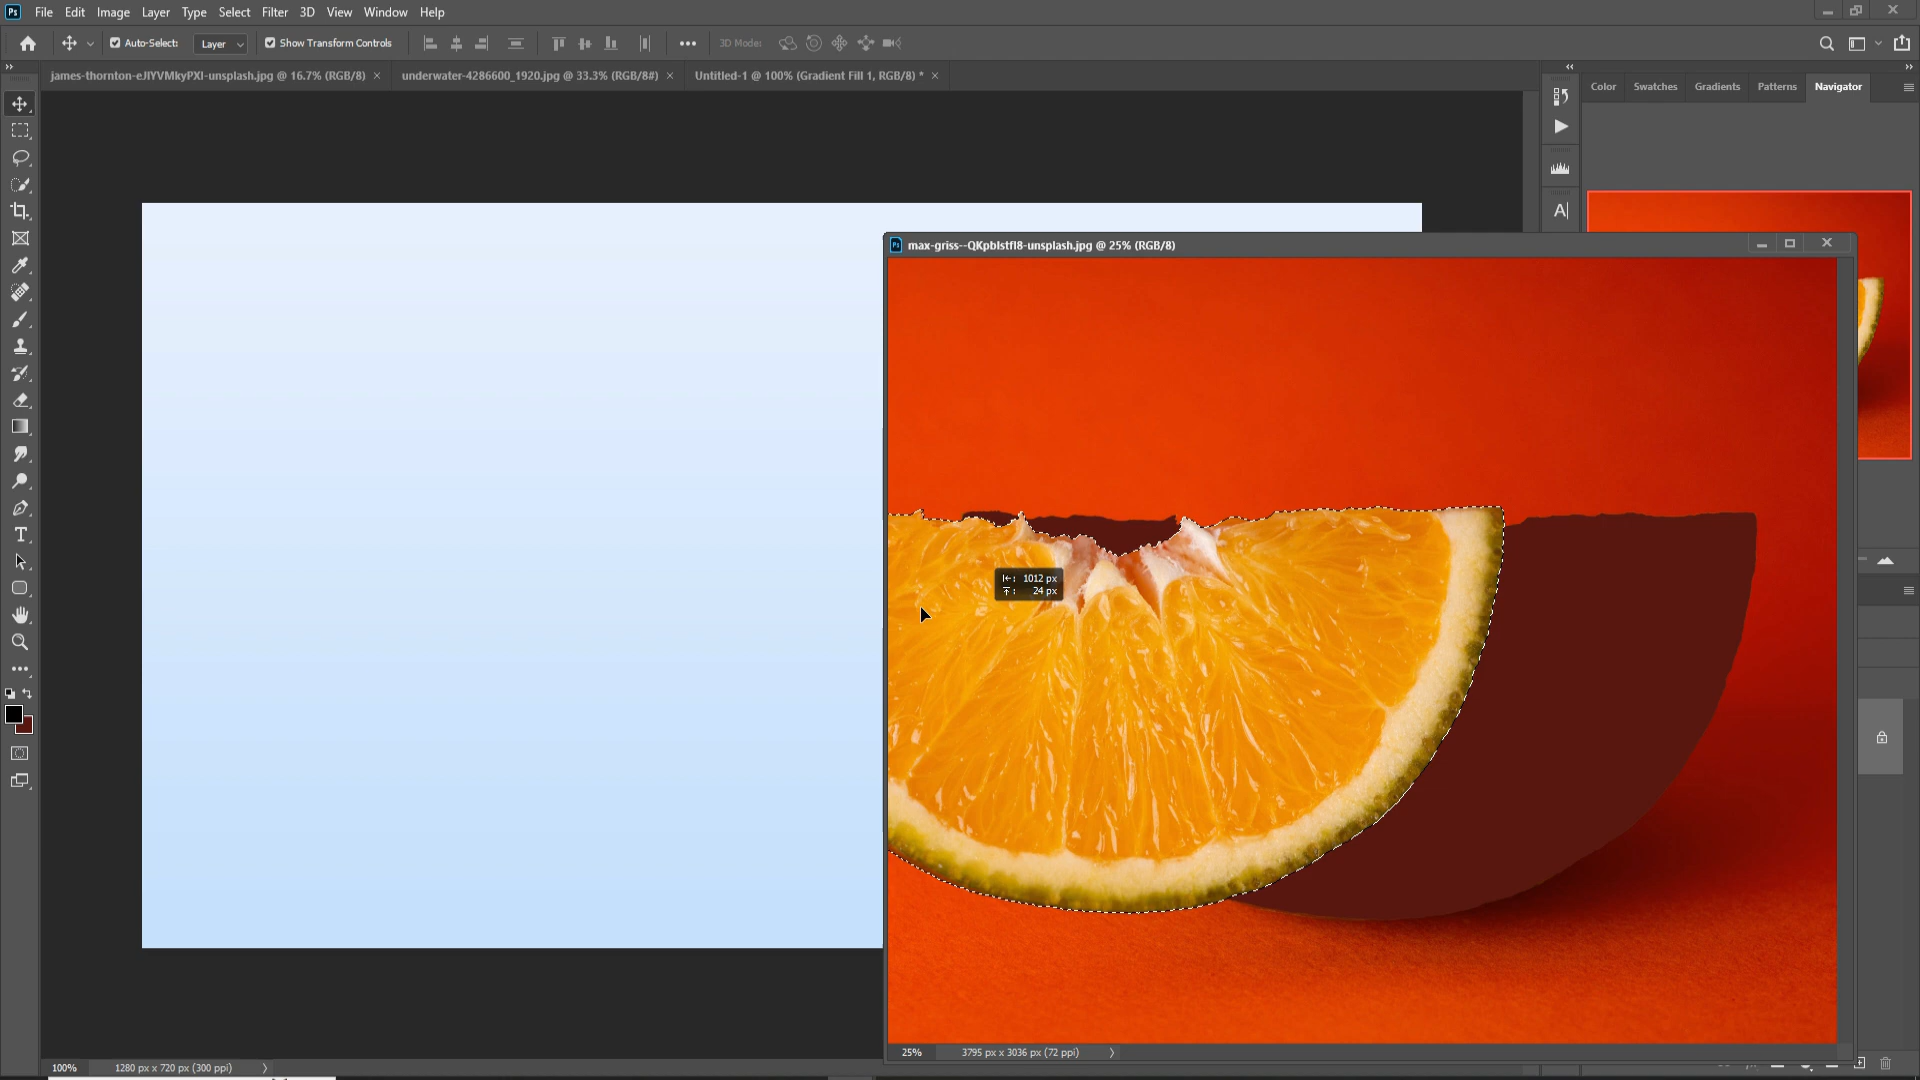 Ps File Edit Image Layer Type Select Filter 3D View Window Help
Auto-Select: Layer Show Transform Controls 3D Mode:
james-thornton-eJIYVMkyPXI-unsplash.jpg @ 16.7% (RGB/8) × underwater-4286600_1920.jpg @ 33.3% (RGB/8#) × Untitled-1 @ 100% (Gradient Fill 1, RGB/8) * ×
Color Swatches Gradients Patterns Navigator
Ps max-griss--QKpblstfl8-unsplash.jpg @ 25% (RGB/8)
1012 px
24 px
25% 3795 px x 3036 px (72 ppi)
100% 1280 px x 720 px (300 ppi)